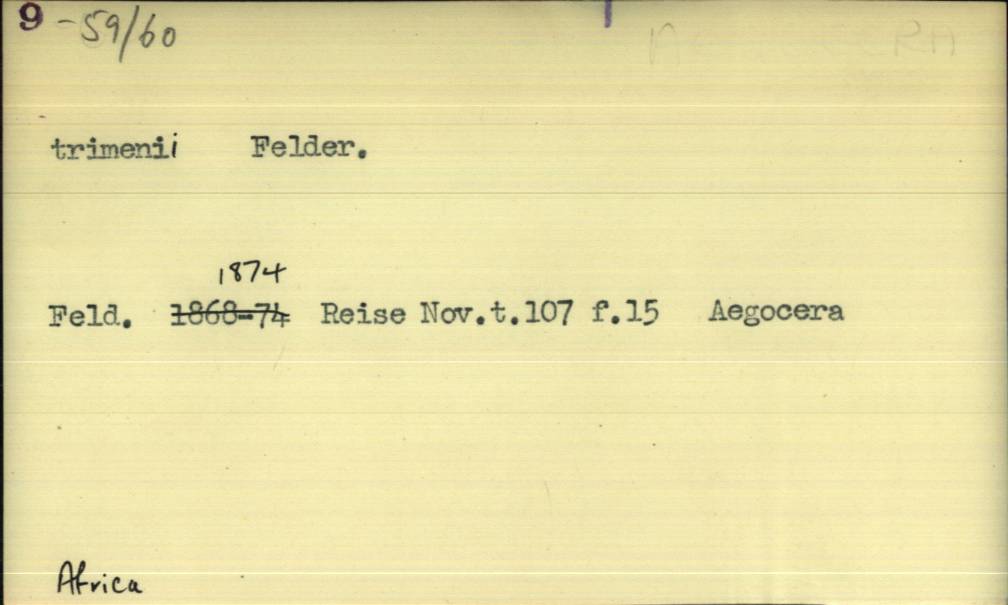 9 -59/60
trimenii Felder.
1874
Feld. 1868-74 Reise Nov.t.107 f.15 Aegocera
Africa